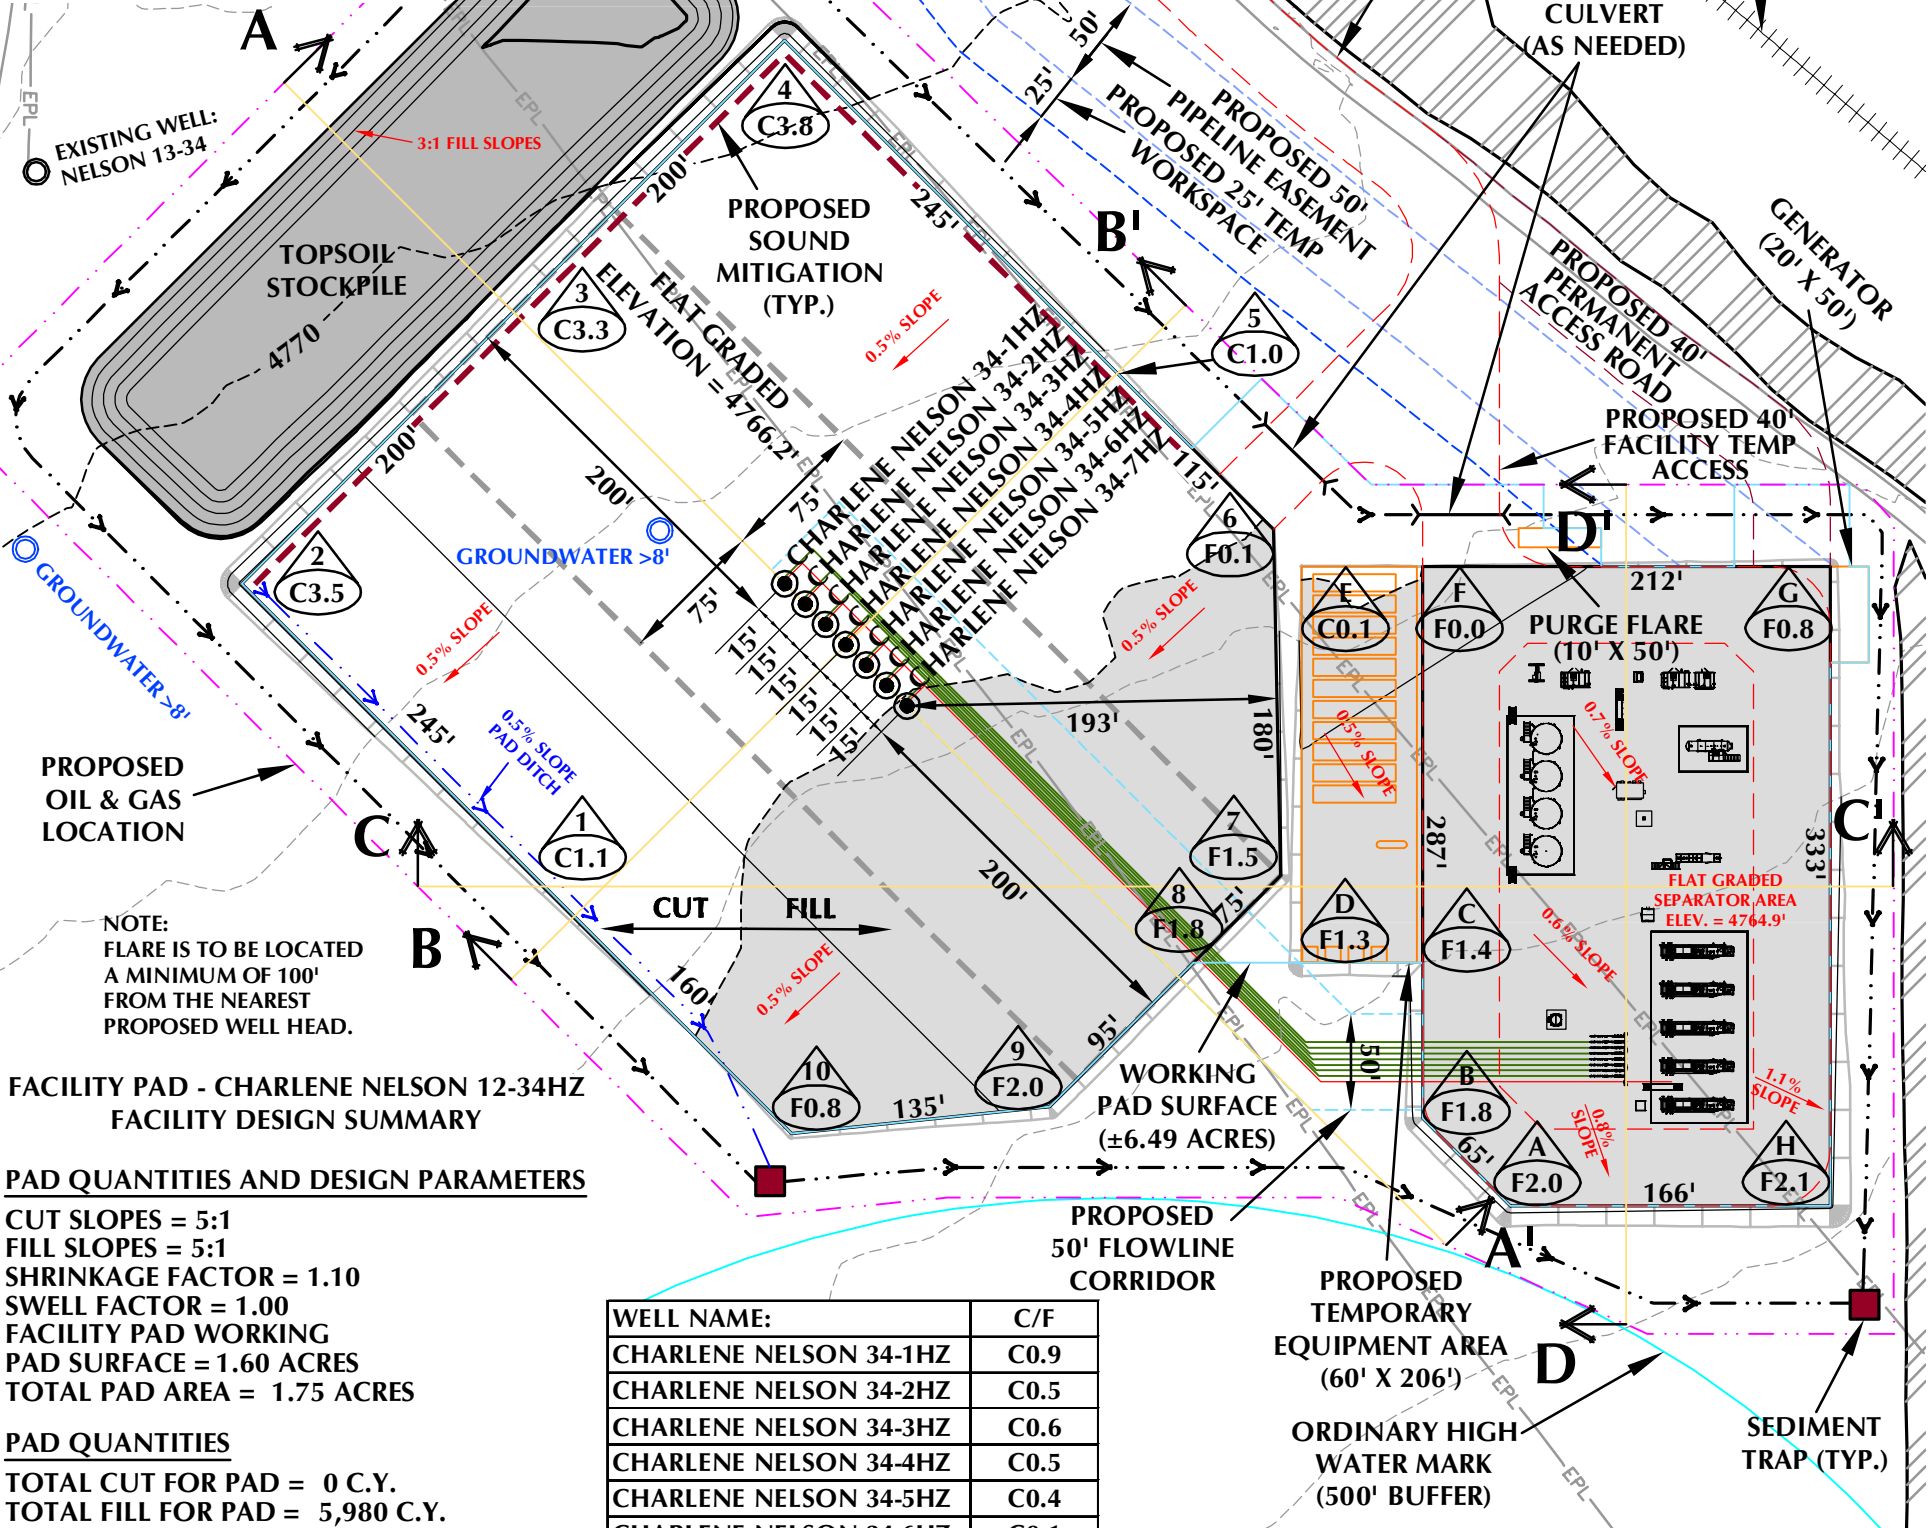 A
EPL
EXISTING WELL:
NELSON 13-34
3:1 FILL SLOPES
TOPSOIL
STOCKPILE
4770
EPL
EPL
EPL
EPL
4
C3.8
200'
PROPOSED
SOUND
MITIGATION
(TYP.)
245'
50'
25'
PROPOSED 50'
PIPELINE EASEMENT
PROPOSED 25' TEMP
WORKSPACE
CULVERT
(AS NEEDED)
B'
GENERATOR
(20' X 50')
PROPOSED 40'
PERMANENT
ACCESS ROAD
PROPOSED 40'
FACILITY TEMP
ACCESS
3
C3.3
FLAT GRADED
ELEVATION = 4766.2'
0.5% SLOPE
5
C1.0
200'
200'
75'
75'
115'
GROUNDWATER >8'
CHARLENE NELSON 34-1HZ
CHARLENE NELSON 34-2HZ
CHARLENE NELSON 34-3HZ
CHARLENE NELSON 34-4HZ
CHARLENE NELSON 34-5HZ
CHARLENE NELSON 34-6HZ
CHARLENE NELSON 34-7HZ
6
F0.1
2
C3.5
GROUNDWATER >8'
0.5% SLOPE
0.5% SLOPE
15'
15'
15'
15'
15'
15'
193'
180'
D'
212'
E
C0.1
F
F0.0
G
F0.8
PURGE FLARE
(10' X 50')
0.5% SLOPE
0.7% SLOPE
245'
0.5% SLOPE
PAD DITCH
PROPOSED
OIL & GAS
LOCATION
C
1
C1.1
7
F1.5
287'
333'
C'
FLAT GRADED
SEPARATOR AREA
ELEV. = 4764.9'
200'
75'
8
F1.8
D
F1.3
C
F1.4
0.6% SLOPE
CUT
FILL
NOTE:
FLARE IS TO BE LOCATED
A MINIMUM OF 100'
FROM THE NEAREST
PROPOSED WELL HEAD.
B
160'
0.5% SLOPE
95'
9
F2.0
10
F0.8
135'
50'
WORKING
PAD SURFACE
(±6.49 ACRES)
B
F1.8
1.1%
SLOPE
0.8%
SLOPE
65'
A
F2.0
H
F2.1
166'
FACILITY PAD - CHARLENE NELSON 12-34HZ
FACILITY DESIGN SUMMARY
PAD QUANTITIES AND DESIGN PARAMETERS
CUT SLOPES = 5:1
FILL SLOPES = 5:1
SHRINKAGE FACTOR = 1.10
SWELL FACTOR = 1.00
FACILITY PAD WORKING
PAD SURFACE = 1.60 ACRES
TOTAL PAD AREA = 1.75 ACRES
PAD QUANTITIES
TOTAL CUT FOR PAD = 0 C.Y.
TOTAL FILL FOR PAD = 5,980 C.Y.
PROPOSED
50' FLOWLINE
CORRIDOR
A'
PROPOSED
TEMPORARY
EQUIPMENT AREA
(60' X 206')
D
ORDINARY HIGH
WATER MARK
(500' BUFFER)
SEDIMENT
TRAP (TYP.)
WELL NAME: C/F
CHARLENE NELSON 34-1HZ C0.9
CHARLENE NELSON 34-2HZ C0.5
CHARLENE NELSON 34-3HZ C0.6
CHARLENE NELSON 34-4HZ C0.5
CHARLENE NELSON 34-5HZ C0.4
CHARLENE NELSON 34-6HZ C0.1